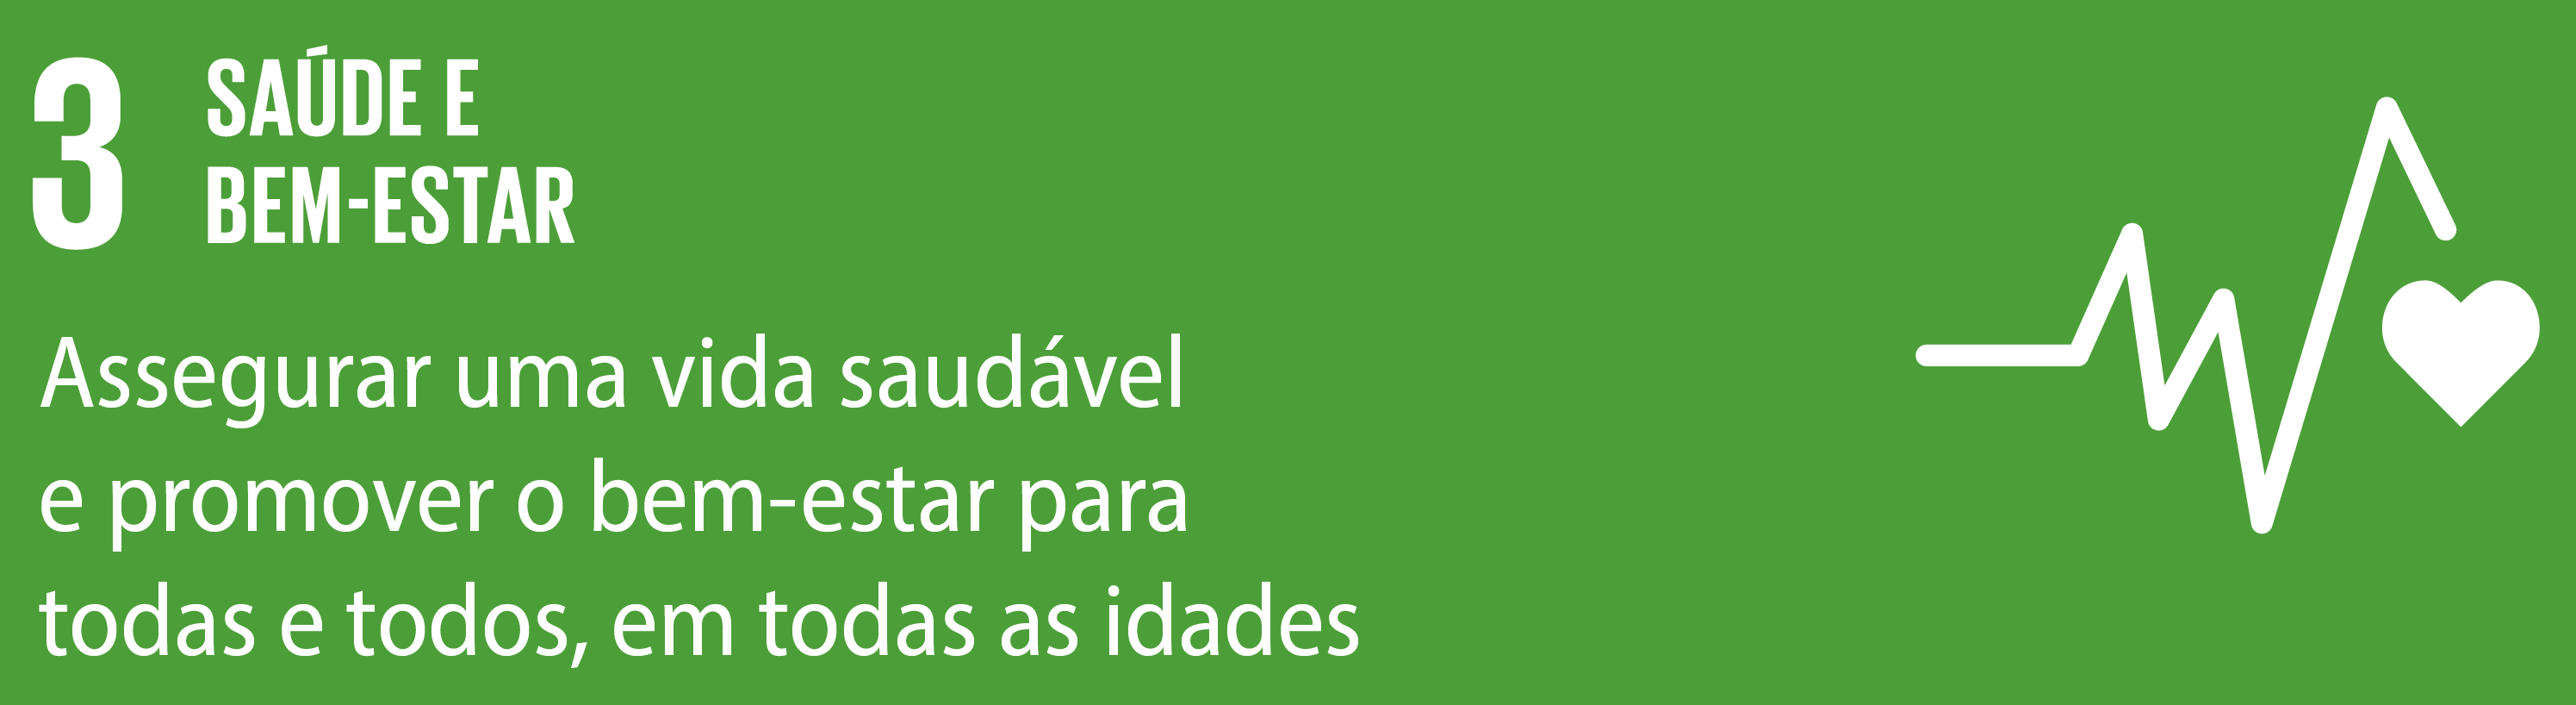 3
SAÚDE E
BEM-ESTAR
Assegurar uma vida saudável
e promover o bem-estar para
todas e todos, em todas as idades